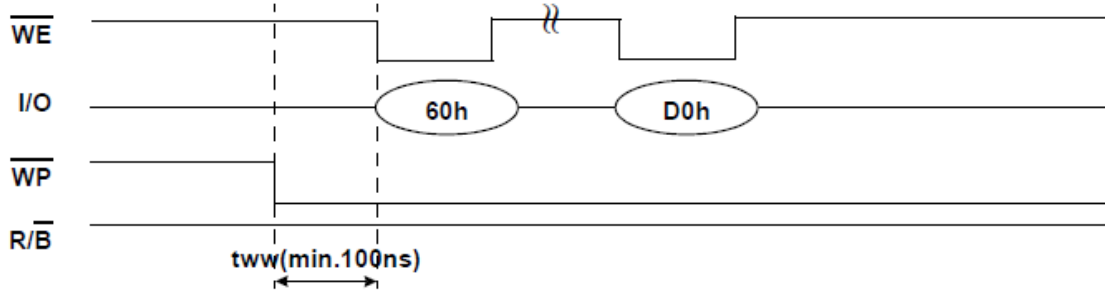 WE
I/O 60h D0h
WP
R/B
tww(min.100ns)